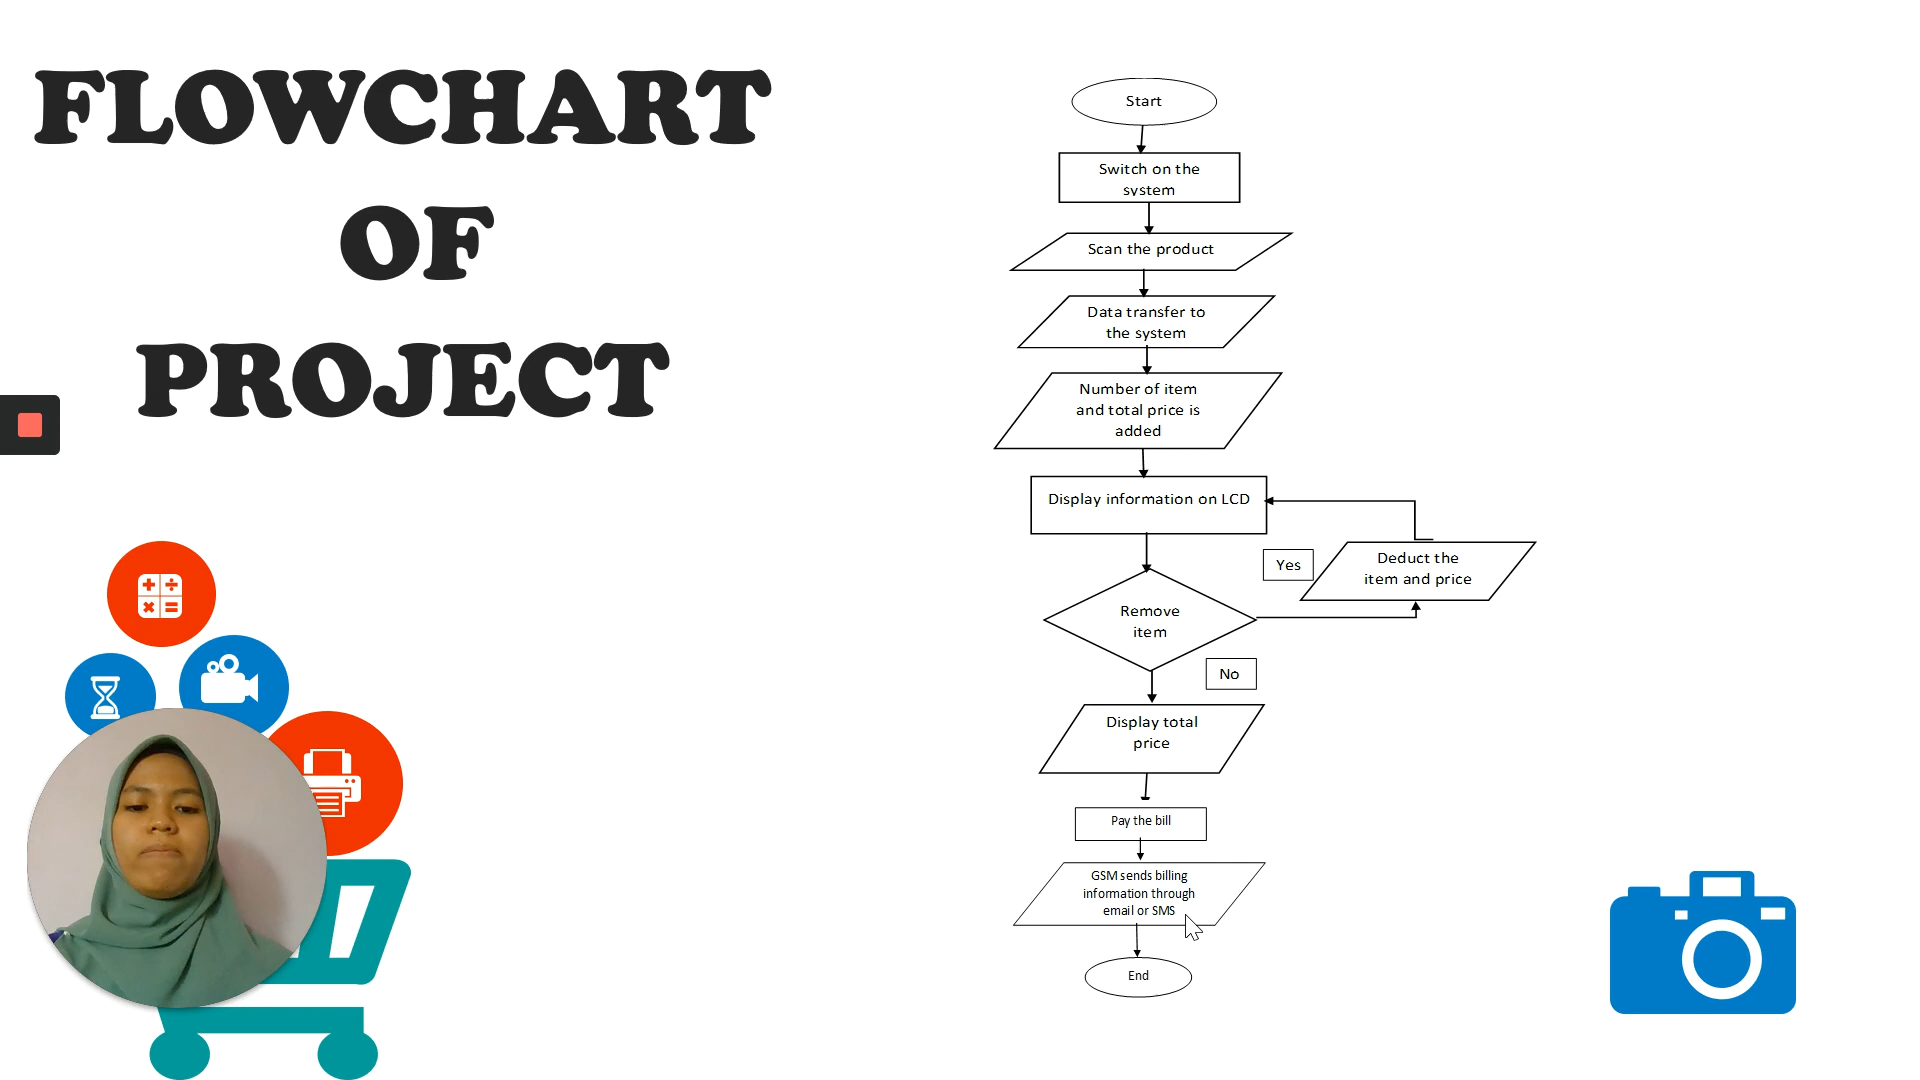 FLOWCHART
OF
PROJECT
Start
Switch on the
system
Scan the product
Data transfer to
the system
Number of item
and total price is
added
Display information on LCD
Yes
Deduct the
item and price
Remove
item
No
Display total
price
Pay the bill
GSM sends billing
information through
email or SMS
End